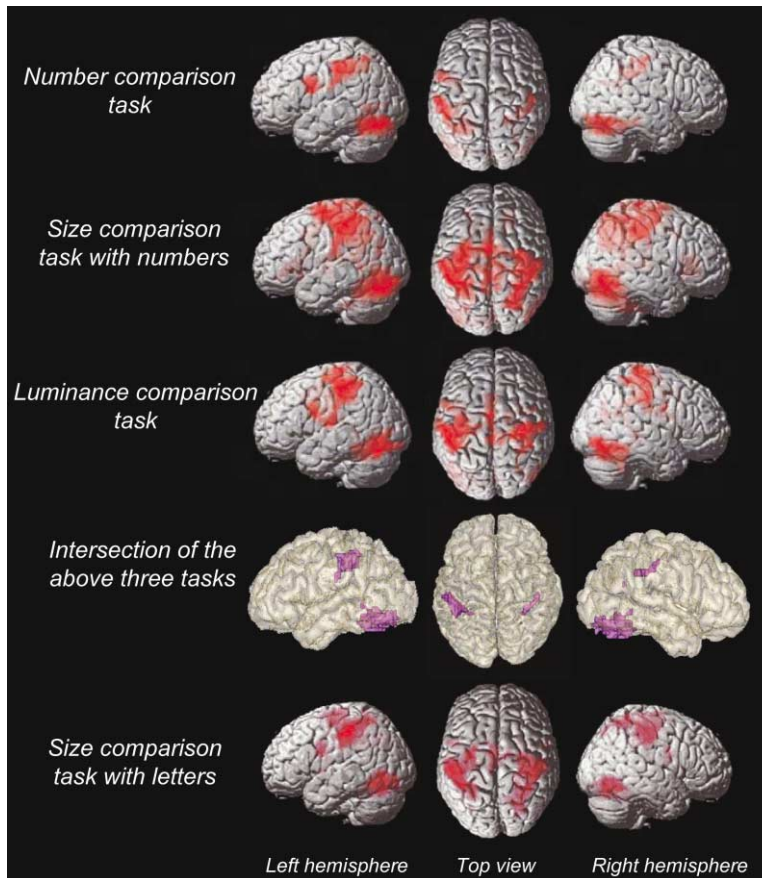 Number comparison
task
Size comparison
task with numbers
Luminance comparison
task
Intersection of the
above three tasks
Size comparison
task with letters
Left hemisphere
Top view
Right hemisphere